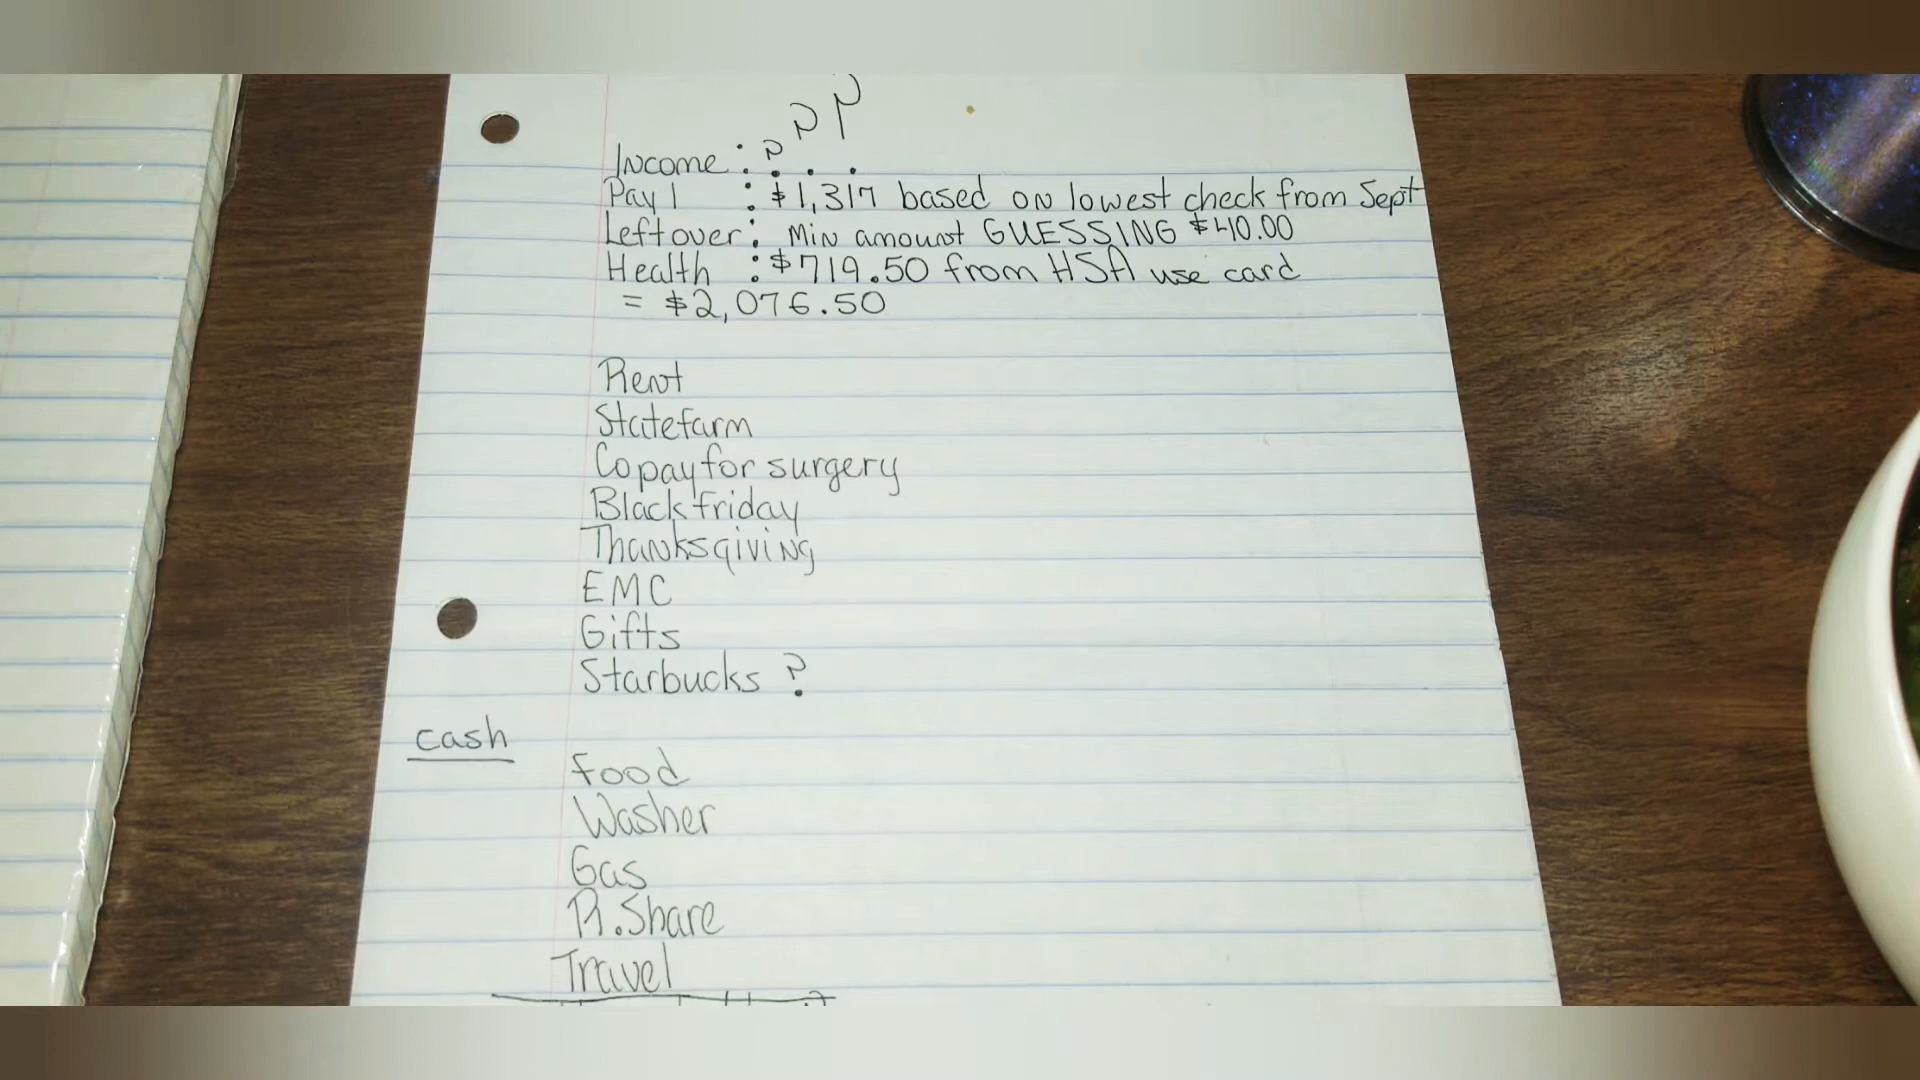 Income : ? ? ?
Pay 1 : $1,317 based on lowest check from Sept
Leftover : Min amount GUESSING $40.00
Health : $719.50 from HSA use card
= $2,076.50
Rent
Statefarm
Copay for surgery
Black friday
Thanksgiving
EMC
Gifts
Starbucks ?
cash
food
Washer
Gas
R.Share
Travel